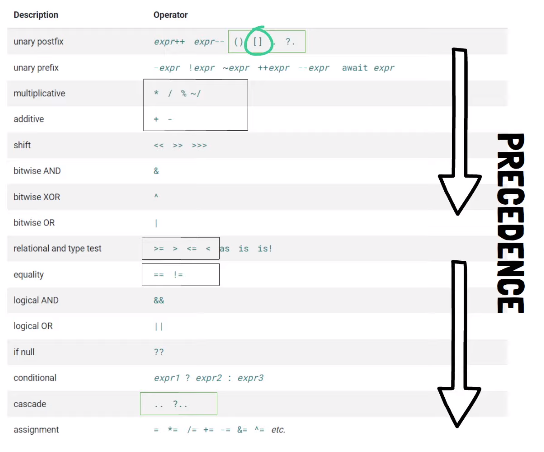 Description Operator
unary postfix expr++ expr-- () [] . ?.
unary prefix -expr !expr ~expr ++expr --expr await expr
multiplicative * / % ~/
additive + -
shift << >> >>>
bitwise AND &
bitwise XOR ^
bitwise OR |
relational and type test >= > <= < as is is!
equality == !=
logical AND &&
logical OR ||
if null ??
conditional expr1 ? expr2 : expr3
cascade .. ?..
assignment = *= /= += -= &= ^= etc.
PRECEDENCE